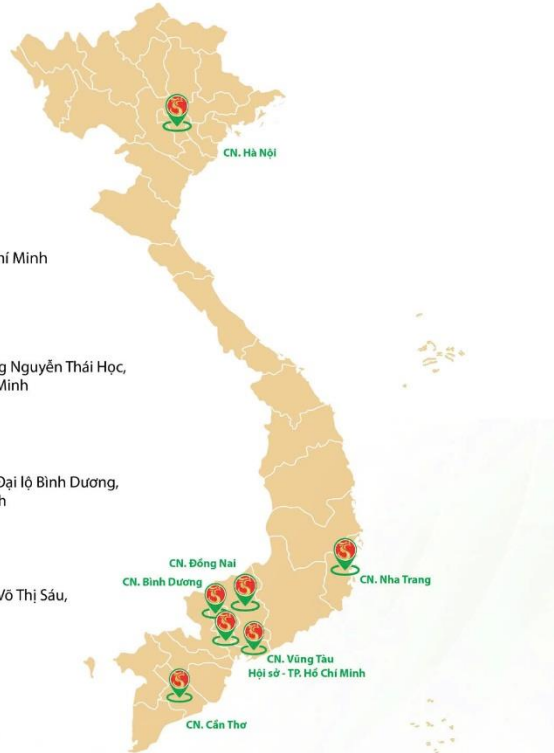 CN. Hà Nội
hí Minh
g Nguyễn Thái Học,
Minh
Đại lộ Bình Dương,
h
Võ Thị Sáu,
CN. Đồng Nai
CN. Bình Dương
CN. Nha Trang
CN. Vũng Tàu
Hội sở - TP. Hồ Chí Minh
CN. Cần Thơ